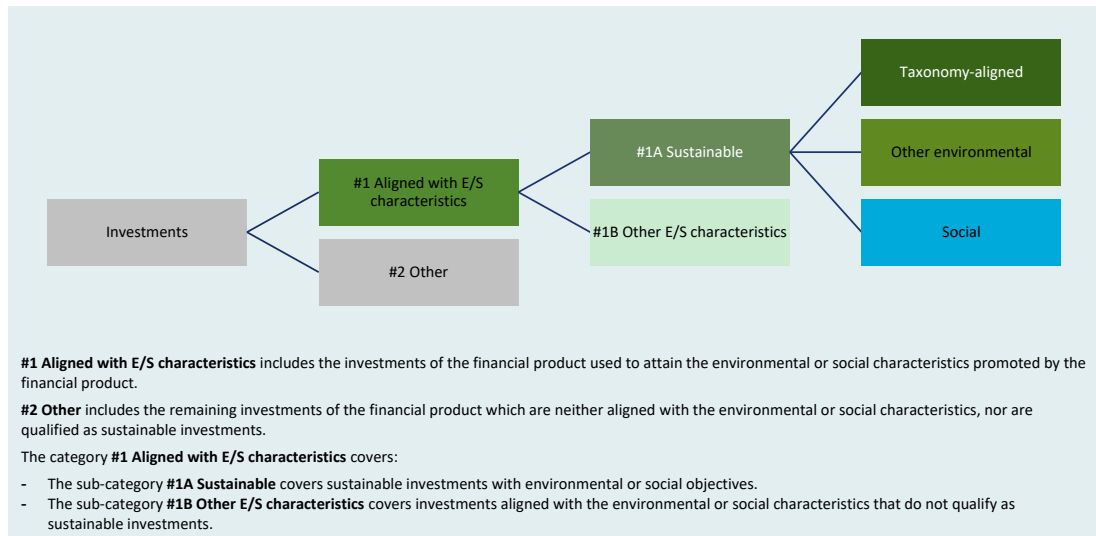 Taxonomy-aligned
#1A Sustainable
Other environmental
#1 Aligned with E/S
characteristics
Investments
#1B Other E/S characteristics
Social
#2 Other
#1 Aligned with E/S characteristics includes the investments of the financial product used to attain the environmental or social characteristics promoted by the
financial product.
#2 Other includes the remaining investments of the financial product which are neither aligned with the environmental or social characteristics, nor are
qualified as sustainable investments.
The category #1 Aligned with E/S characteristics covers:
- The sub-category #1A Sustainable covers sustainable investments with environmental or social objectives.
- The sub-category #1B Other E/S characteristics covers investments aligned with the environmental or social characteristics that do not qualify as
sustainable investments.